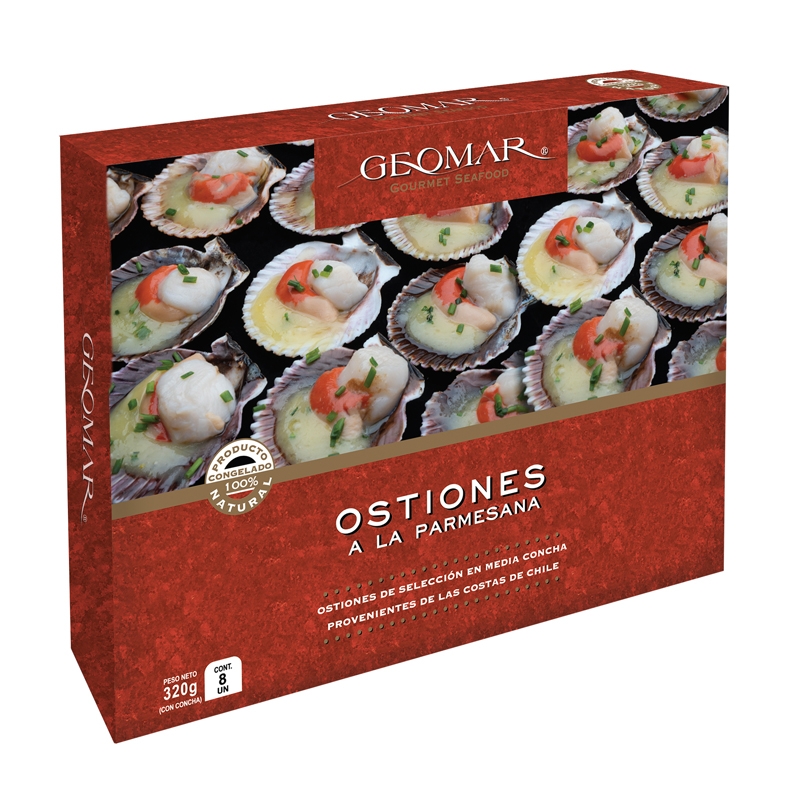 GEOMAR
GEOMAR®
GOURMET SEAFOOD
GEOMAR®
PRODUCTO
CONGELADO
100%
NATURAL
OSTIONES
A LA PARMESANA
OSTIONES DE SELECCIÓN EN MEDIA CONCHA
PROVENIENTES DE LAS COSTAS DE CHILE
PESO NETO
320g
(CON CONCHA)
CONT.
8
UN